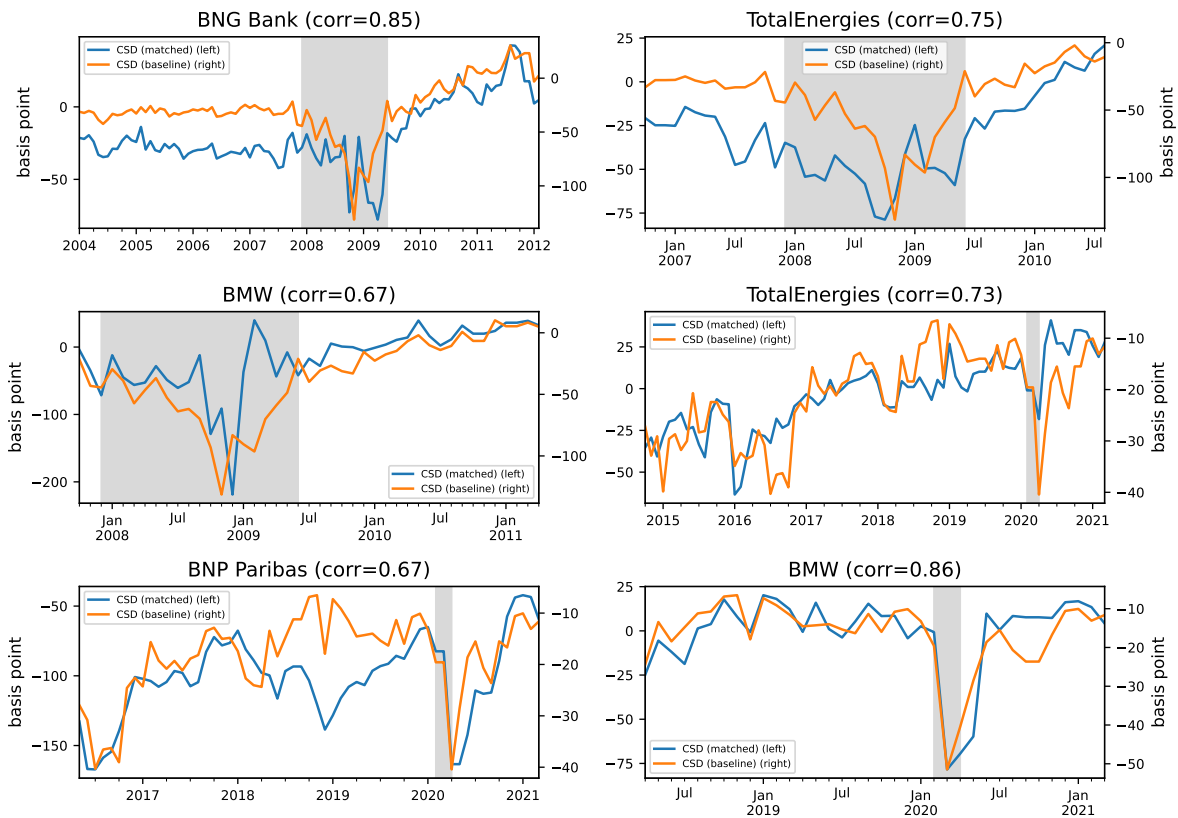 BNG Bank (corr=0.85)
CSD (matched) (left)
CSD (baseline) (right)
basis point
0
−50
0
−50
−100
2004 2005 2006 2007 2008 2009 2010 2011 2012
TotalEnergies (corr=0.75)
CSD (matched) (left)
CSD (baseline) (right)
basis point
25
0
−25
−50
−75
0
−50
−100
Jan Jul Jan Jul Jan Jul Jan Jul
2007 2008 2009 2010
BMW (corr=0.67)
CSD (matched) (left)
CSD (baseline) (right)
basis point
0
−100
−200
0
−50
−100
Jan Jul Jan Jul Jan Jul Jan
2008 2009 2010 2011
TotalEnergies (corr=0.73)
CSD (matched) (left)
CSD (baseline) (right)
basis point
25
0
−25
−50
−10
−20
−30
−40
2015 2016 2017 2018 2019 2020 2021
BNP Paribas (corr=0.67)
CSD (matched) (left)
CSD (baseline) (right)
basis point
−50
−100
−150
−10
−20
−30
−40
2017 2018 2019 2020 2021
BMW (corr=0.86)
CSD (matched) (left)
CSD (baseline) (right)
basis point
25
0
−25
−50
−75
−10
−20
−30
−40
−50
Jul Jan Jul Jan Jul Jan
2019 2020 2021